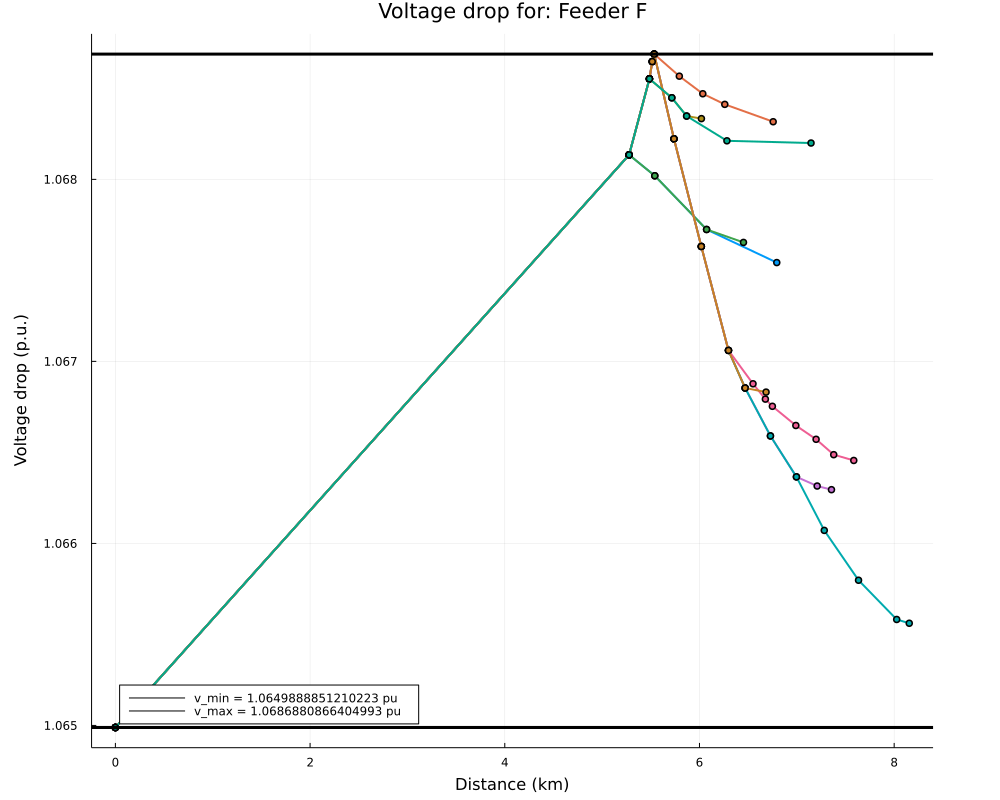 Voltage drop for: Feeder F
Voltage drop (p.u.)
1.068
1.067
1.066
1.065
v_min = 1.0649888851210223 pu
v_max = 1.0686880866404993 pu
0 2 4 6 8
Distance (km)